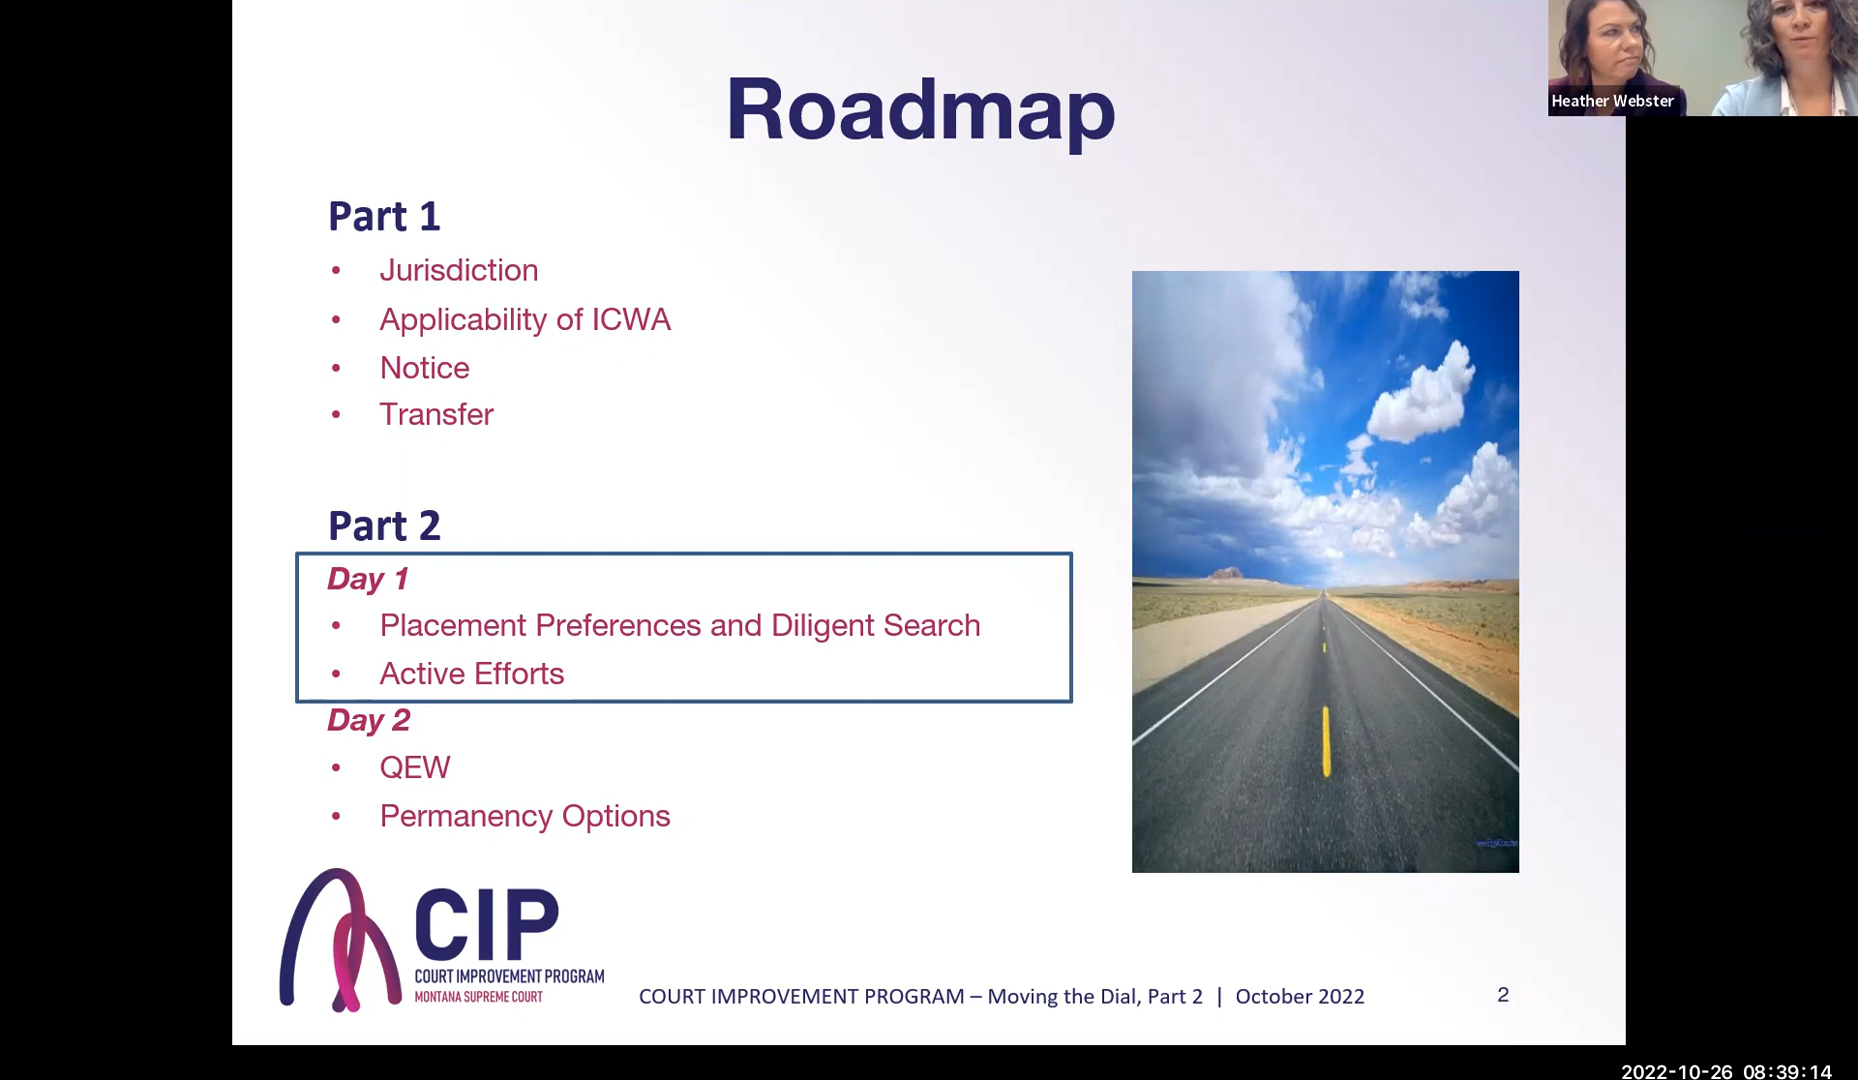 Roadmap
Heather Webster
Part 1
• Jurisdiction
• Applicability of ICWA
• Notice
• Transfer
Part 2
Day 1
• Placement Preferences and Diligent Search
• Active Efforts
Day 2
• QEW
• Permanency Options
CIP
COURT IMPROVEMENT PROGRAM
MONTANA SUPREME COURT
COURT IMPROVEMENT PROGRAM – Moving the Dial, Part 2 | October 2022
2
2022-10-26 08:39:14